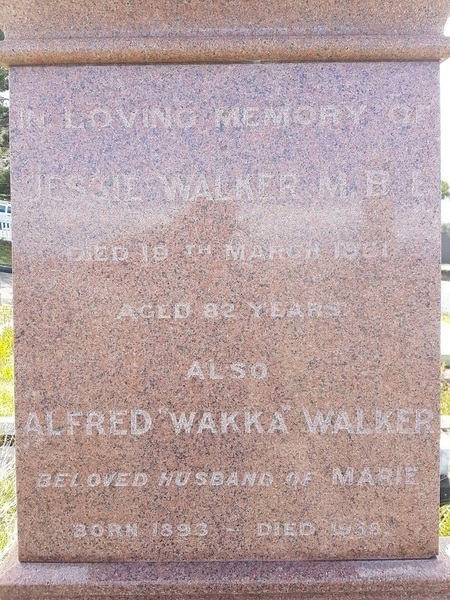 IN LOVING MEMORY OF
JESSIE WALKER M.B.E.
DIED 19TH MARCH 1951
AGED 82 YEARS
ALSO
ALFRED "WAKKA" WALKER
BELOVED HUSBAND OF MARIE
BORN 1893 - DIED 1938.